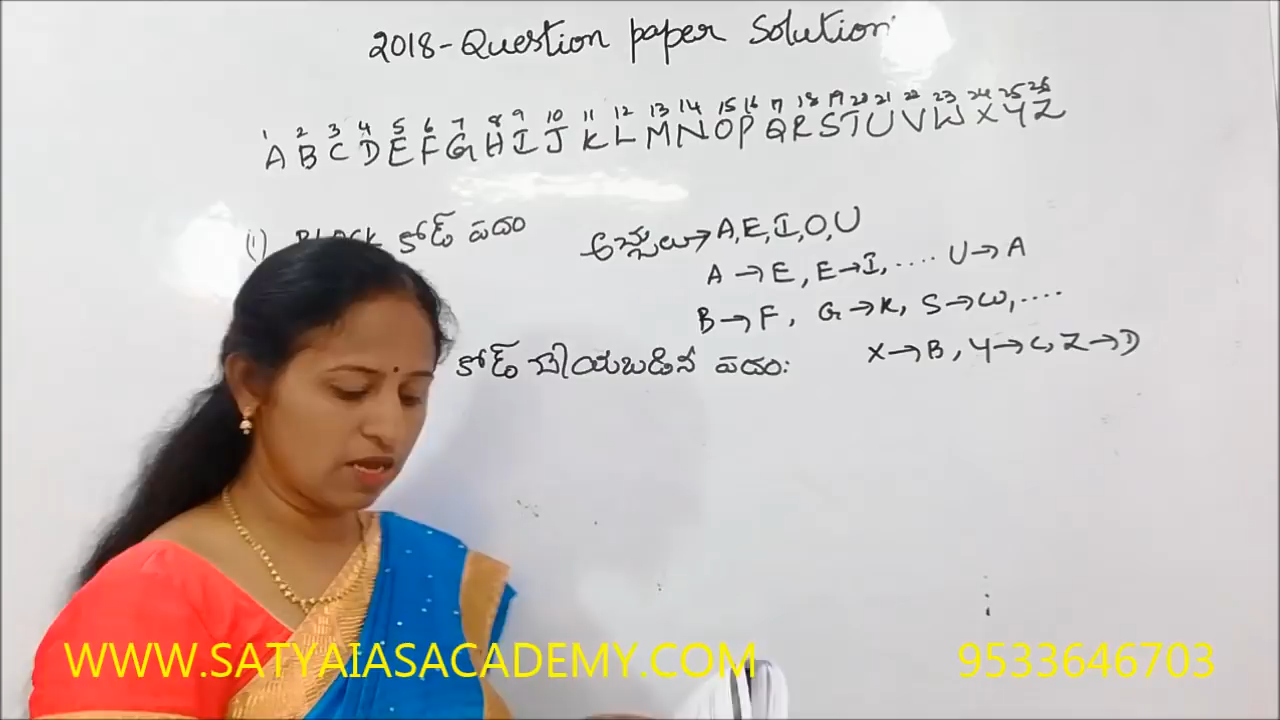 2018-Question paper Solution
1 2 3 4 5 6 7 8 9 10 11 12 13 14 15 16 17 18 19 20 21 22 23 24 25 26
A B C D E F G H I J K L M N O P Q R S T U V W X Y Z
(i) BLACK కోడ్ పదం అచ్చులు→A,E,I,O,U
A→E, E→I, .... U→A
B→F, G→K, S→W, ....
కోడ్ చేయబడిన పదం: X→B, Y→C, Z→D
WWW.SATYAIASACADEMY.COM 9533646703